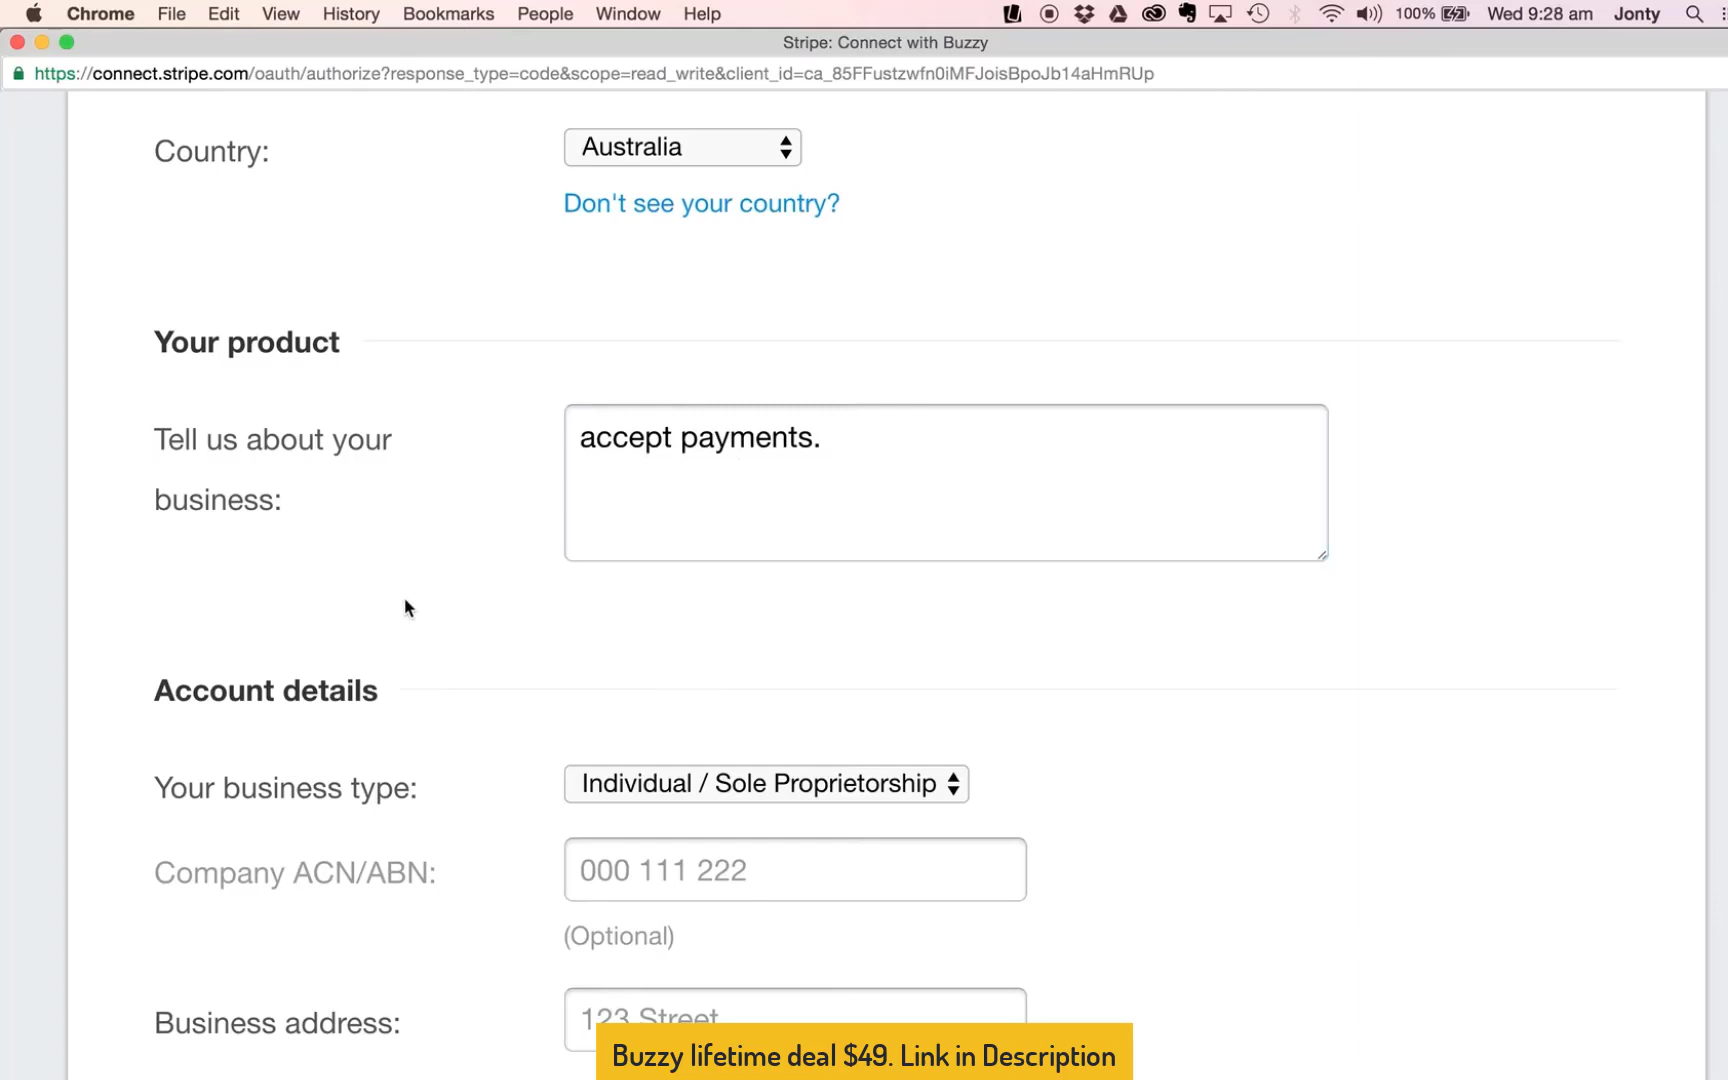 Chrome File Edit View History Bookmarks People Window Help 100% Wed 9:28 am Jonty
Stripe: Connect with Buzzy
https://connect.stripe.com/oauth/authorize?response_type=code&scope=read_write&client_id=ca_85FFustzwfn0iMFJoisBpoJb14aHmRUp
Country: Australia
Don't see your country?
Your product
Tell us about your
business:
accept payments.
Account details
Your business type: Individual / Sole Proprietorship
Company ACN/ABN: 000 111 222
(Optional)
Business address: 123 Street
Buzzy lifetime deal $49. Link in Description